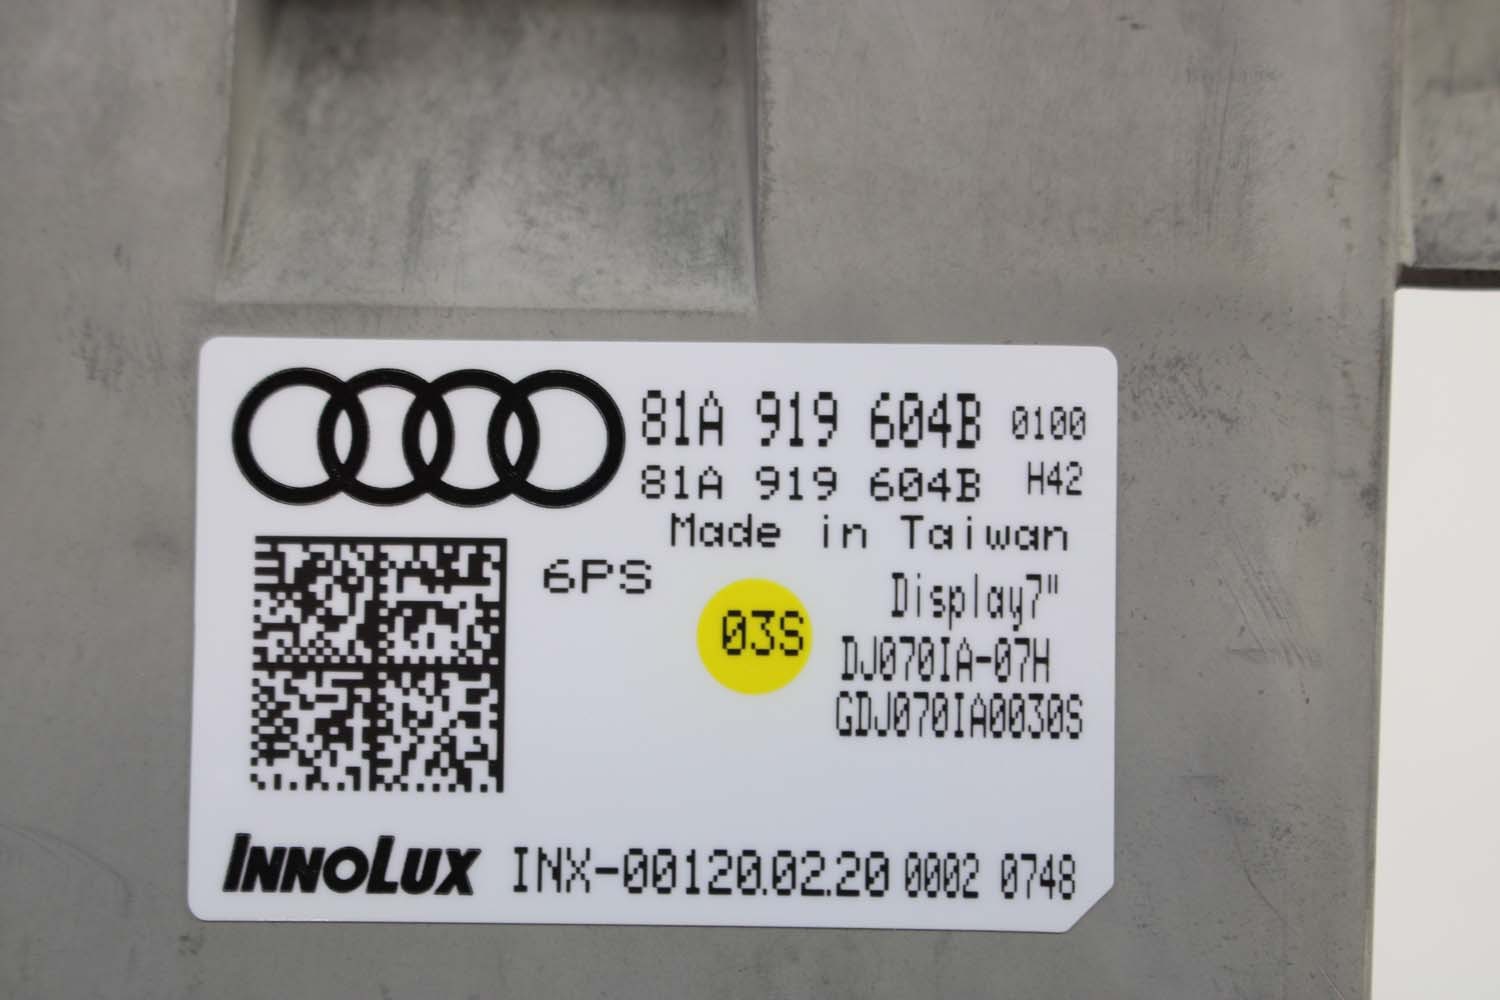 81A 919 604B 0100
81A 919 604B H42
Made in Taiwan
6PS
03S
Display7"
DJ070IA-07H
GDJ070IA0030S
INNOLUX INX-00120.02.20 0002 0748